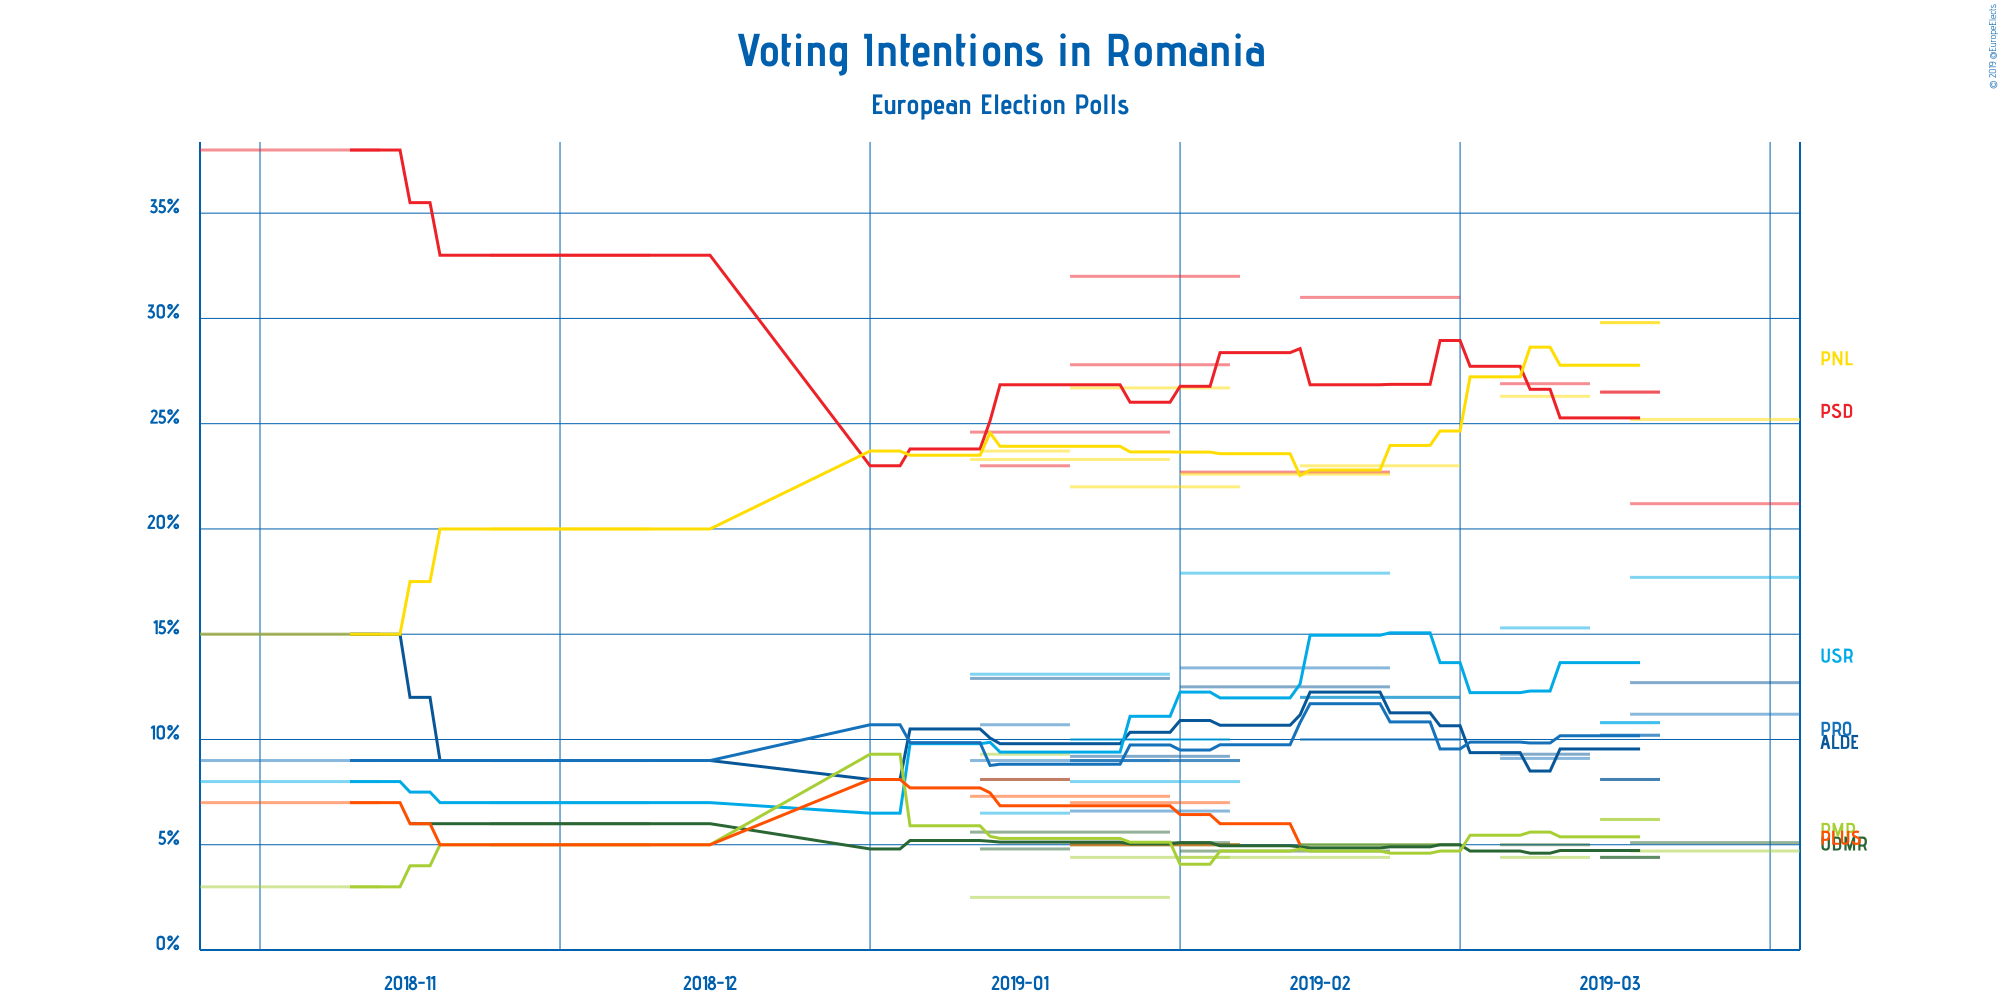 © 2019 @EuropeElects
Voting Intentions in Romania
European Election Polls
35%
30%
25%
20%
15%
10%
5%
0%
PNL
PSD
USR
PRO
ALDE
PMP
PLUS
UDMR
2018-11
2018-12
2019-01
2019-02
2019-03